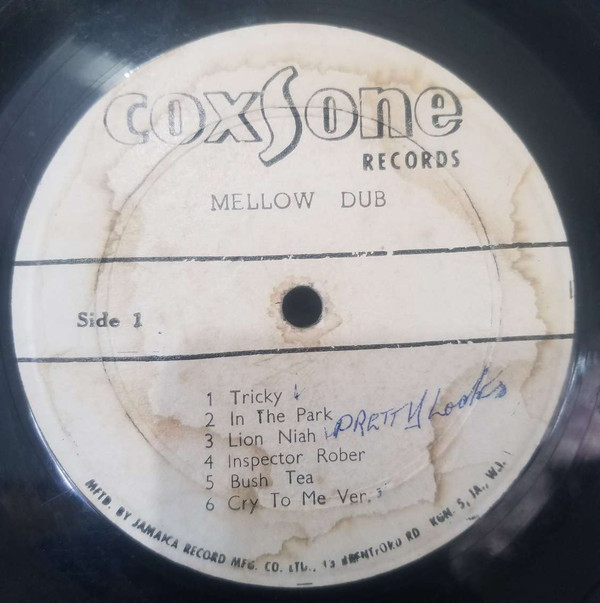 coxsone
RECORDS
MELLOW DUB
Side 1
1 Tricky
2 In The Park
3 Lion Niah PRETTY Looks
4 Inspector Rober
5 Bush Tea
6 Cry To Me Ver.
MFTD. BY JAMAICA RECORD MFG. CO. LTD., 13 BRENTFORD RD KGN. 5, JA., W.I.